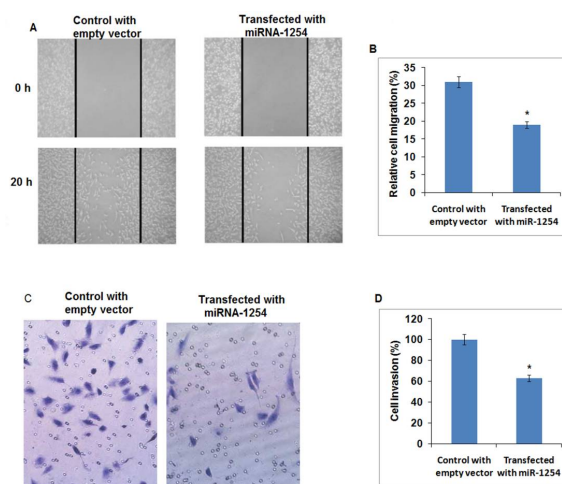 A
Control with
empty vector
Transfected with
miRNA-1254
0 h
20 h
B
Relative cell migration (%)
35
30
25
20
15
10
5
0
*
Control with
empty vector
Transfected
with miR-1254
C
Control with
empty vector
Transfected with
miRNA-1254
D
Cell Invasion (%)
120
100
80
60
40
20
0
*
Control with
empty vector
Transfected
with miR-1254